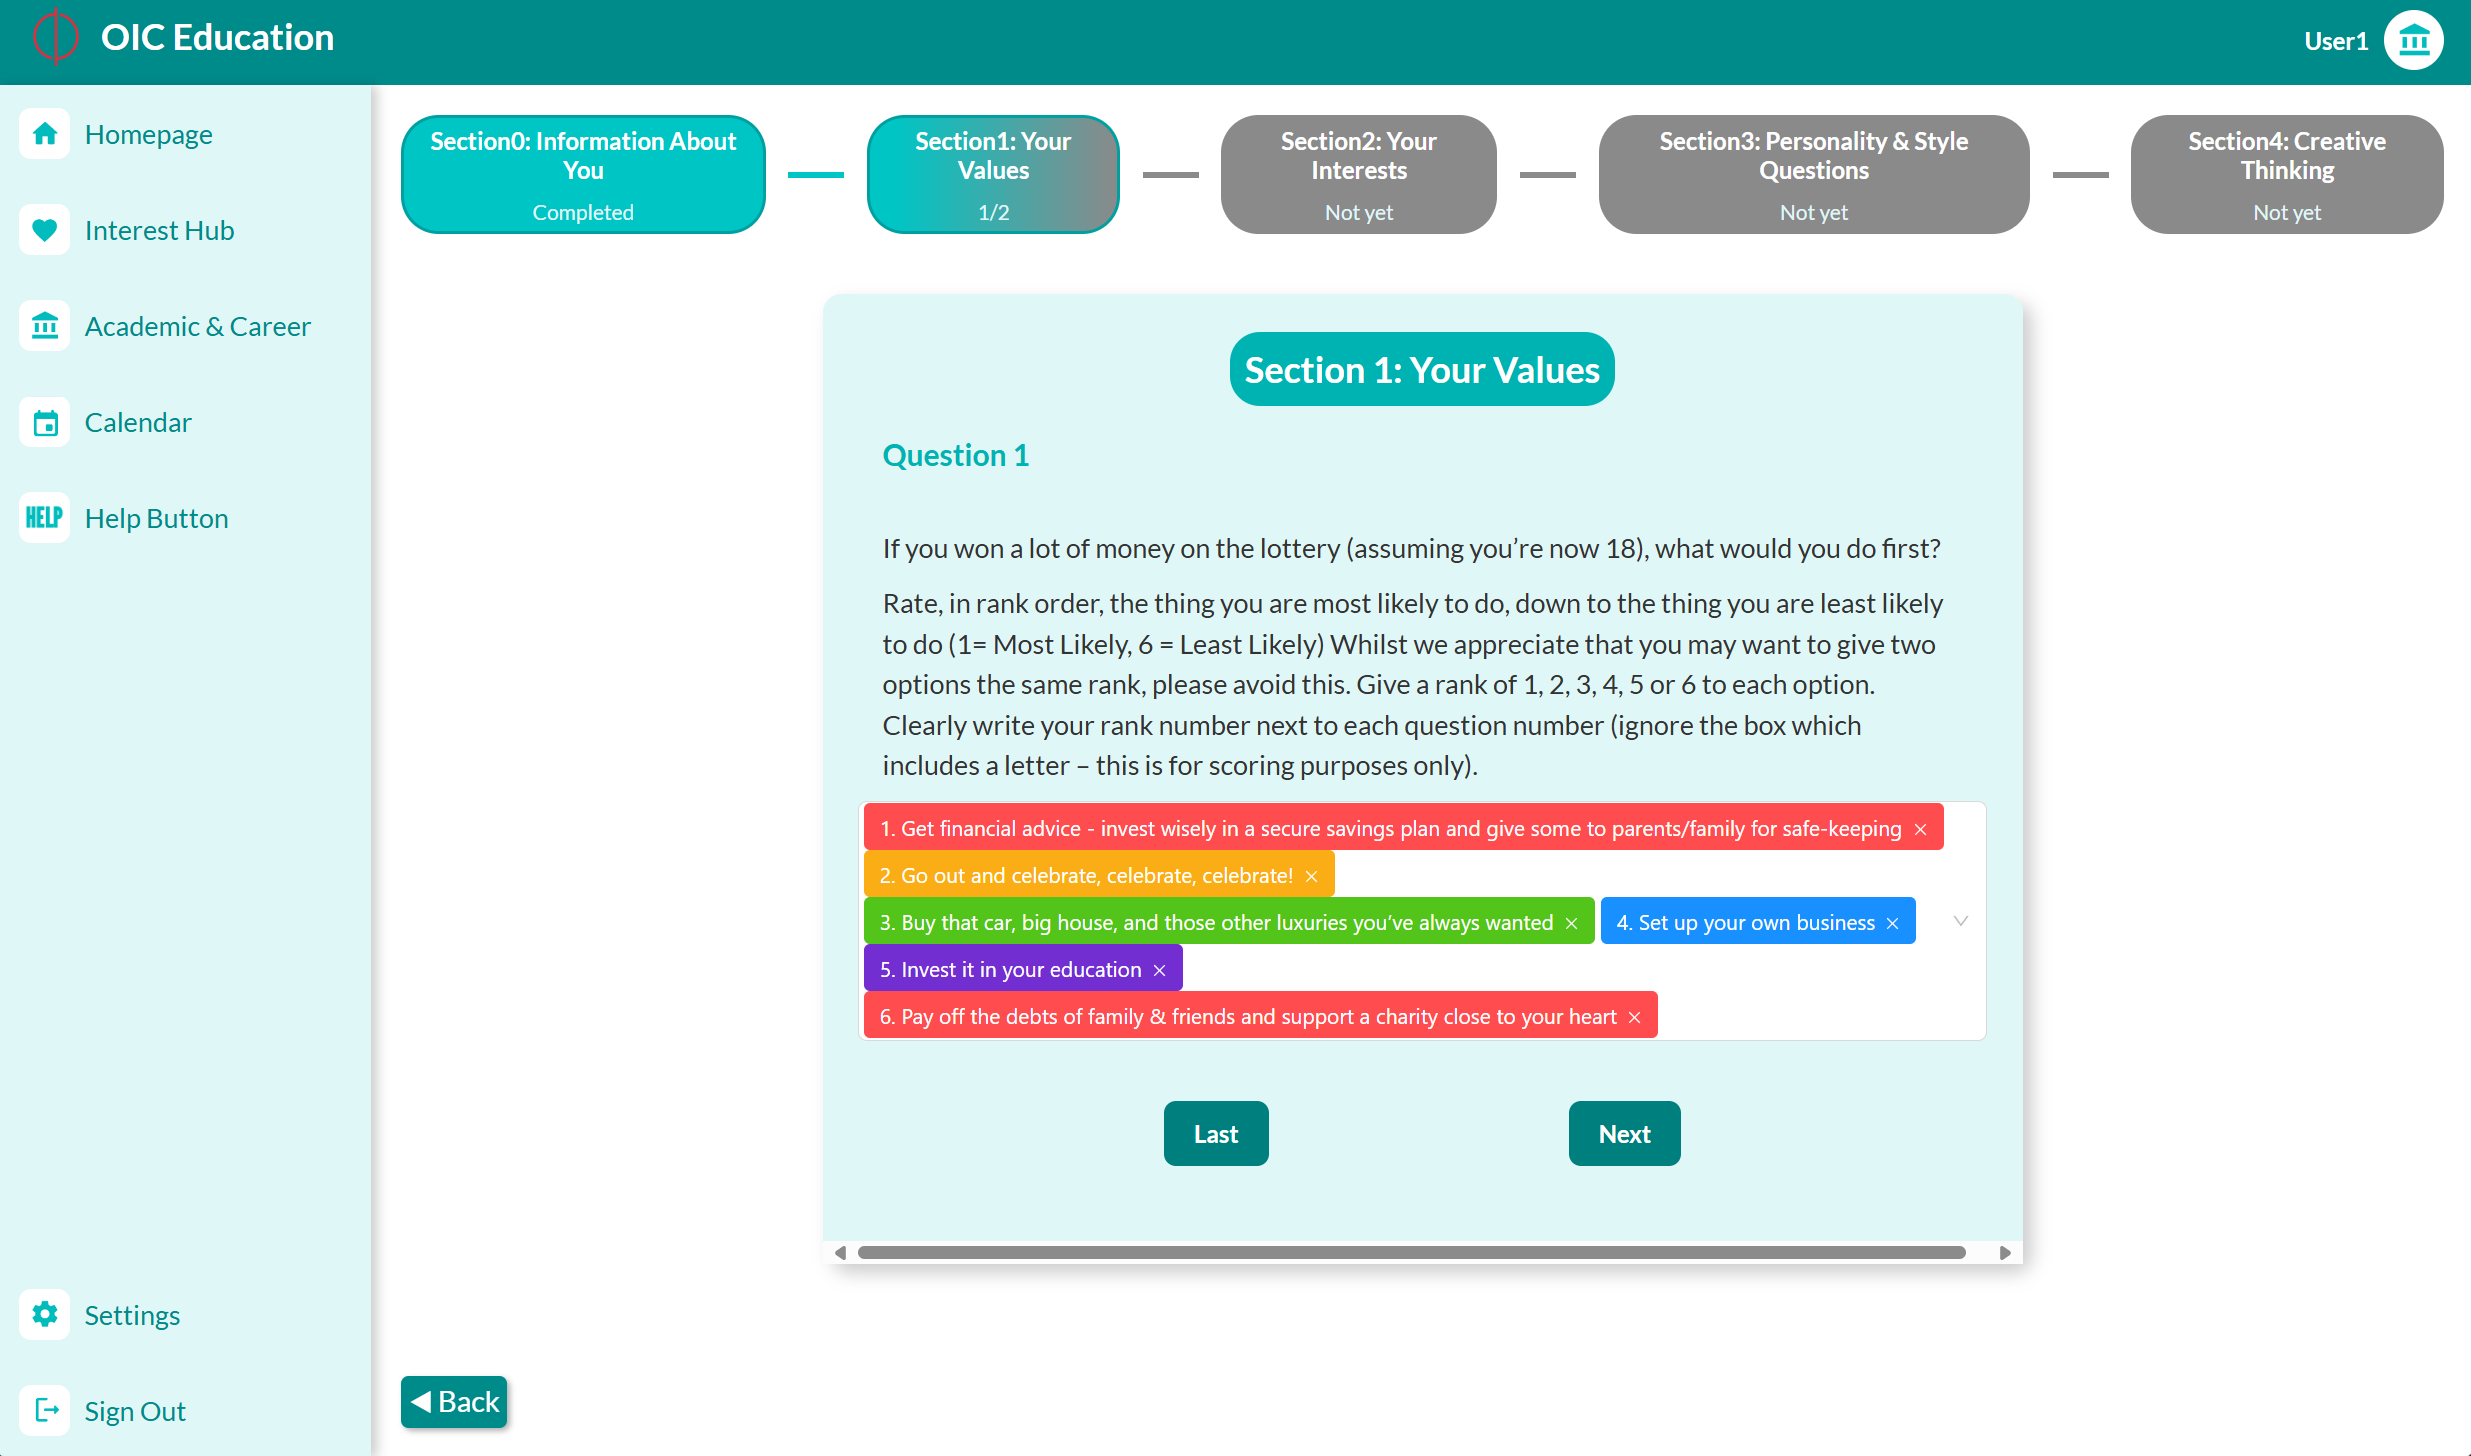 OIC Education
User1
Homepage
Interest Hub
Academic & Career
Calendar
HELP
Help Button
Settings
Sign Out
Section0: Information About
You
Completed
Section1: Your
Values
1/2
Section2: Your
Interests
Not yet
Section3: Personality & Style
Questions
Not yet
Section4: Creative
Thinking
Not yet
Section 1: Your Values
Question 1
If you won a lot of money on the lottery (assuming you’re now 18), what would you do first?
Rate, in rank order, the thing you are most likely to do, down to the thing you are least likely
to do (1= Most Likely, 6 = Least Likely) Whilst we appreciate that you may want to give two
options the same rank, please avoid this. Give a rank of 1, 2, 3, 4, 5 or 6 to each option.
Clearly write your rank number next to each question number (ignore the box which
includes a letter – this is for scoring purposes only).
1. Get financial advice - invest wisely in a secure savings plan and give some to parents/family for safe-keeping ×
2. Go out and celebrate, celebrate, celebrate! ×
3. Buy that car, big house, and those other luxuries you’ve always wanted × 4. Set up your own business ×
5. Invest it in your education ×
6. Pay off the debts of family & friends and support a charity close to your heart ×
Last Next
Back